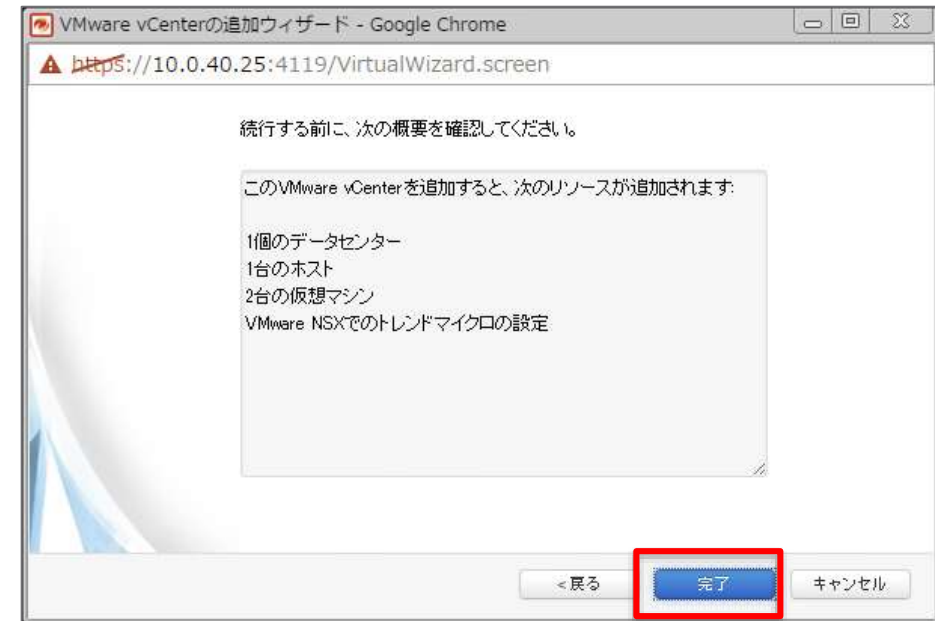 VMware vCenterの追加ウィザード - Google Chrome
https://10.0.40.25:4119/VirtualWizard.screen
続行する前に、次の概要を確認してください。
このVMware vCenterを追加すると、次のリソースが追加されます:
1個のデータセンター
1台のホスト
2台の仮想マシン
VMware NSXでのトレンドマイクロの設定
<戻る
完了
キャンセル